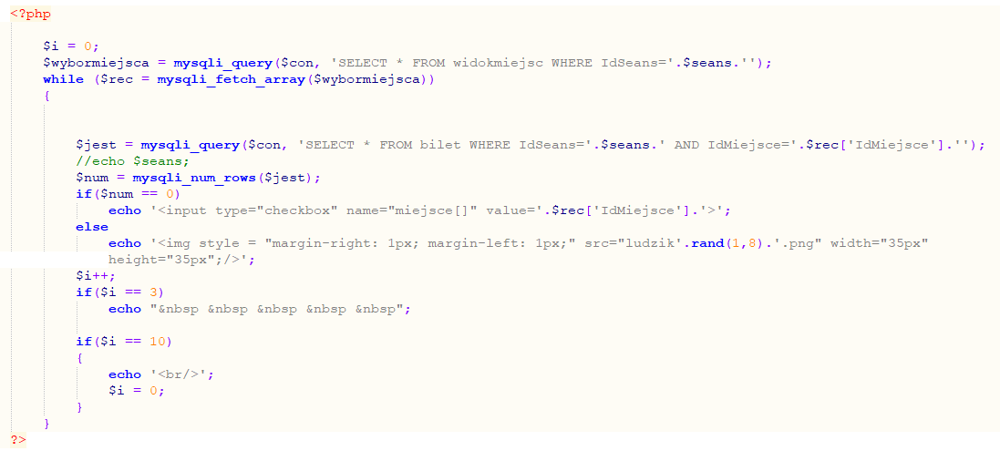 <?php
$i = 0;
$wybormiejsca = mysqli_query($con, 'SELECT * FROM widokmiejsc WHERE IdSeans='.$seans.'');
while ($rec = mysqli_fetch_array($wybormiejsca))
{
$jest = mysqli_query($con, 'SELECT * FROM bilet WHERE IdSeans='.$seans.' AND IdMiejsce='.$rec['IdMiejsce'].'');
//echo $seans;
$num = mysqli_num_rows($jest);
if($num == 0)
echo '<input type="checkbox" name="miejsce[]" value='.$rec['IdMiejsce'].'>';
else
echo '<img style = "margin-right: 1px; margin-left: 1px;" src="ludzik'.rand(1,8).'.png" width="35px"
height="35px";/>';
$i++;
if($i == 3)
echo "&nbsp &nbsp &nbsp &nbsp &nbsp";
if($i == 10)
{
echo '<br/>';
$i = 0;
}
}
?>